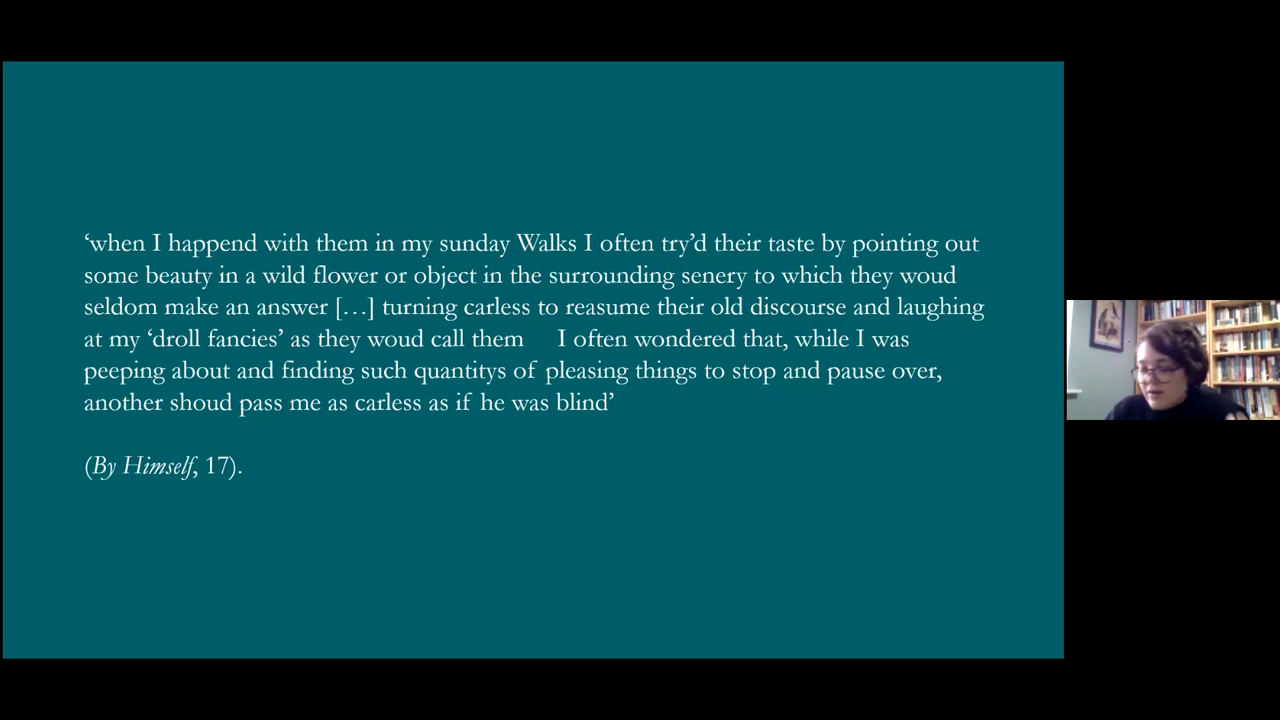 ‘when I happend with them in my sunday Walks I often try’d their taste by pointing out
some beauty in a wild flower or object in the surrounding senery to which they woud
seldom make an answer […] turning carless to reasume their old discourse and laughing
at my ‘droll fancies’ as they woud call them I often wondered that, while I was
peeping about and finding such quantitys of pleasing things to stop and pause over,
another shoud pass me as carless as if he was blind’
(By Himself, 17).